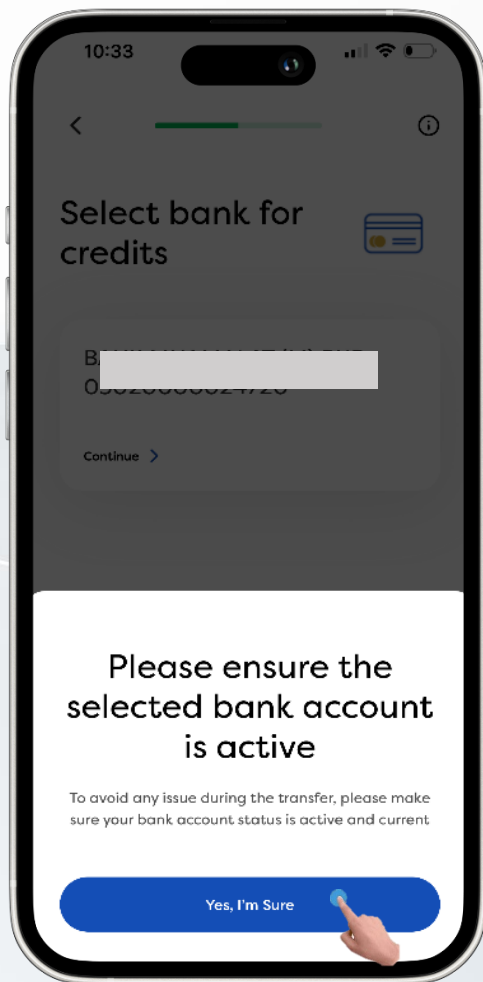 10:33
Select bank for
credits
Continue
Please ensure the
selected bank account
is active
To avoid any issue during the transfer, please make
sure your bank account status is active and current
Yes, I'm Sure